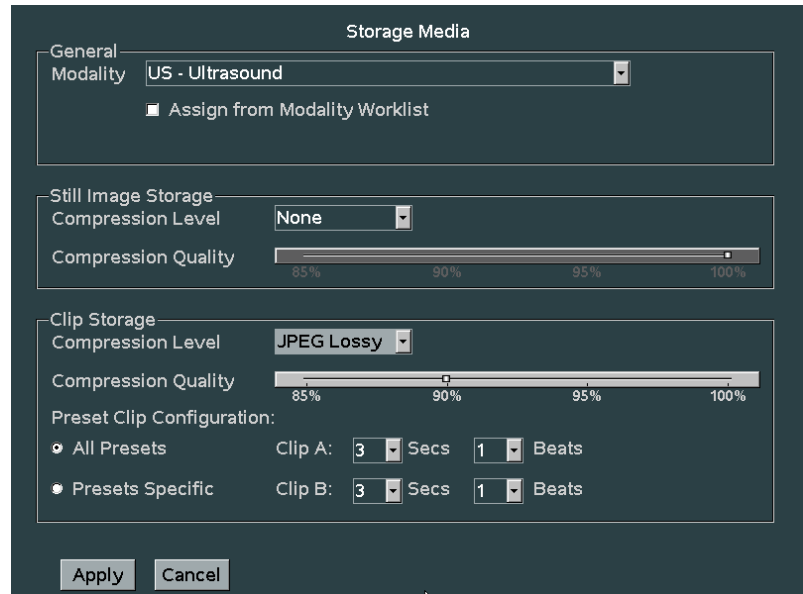 Storage Media
General
Modality US - Ultrasound
Assign from Modality Worklist
Still Image Storage
Compression Level None
Compression Quality
85% 90% 95% 100%
Clip Storage
Compression Level JPEG Lossy
Compression Quality
85% 90% 95% 100%
Preset Clip Configuration:
All Presets Clip A: 3 Secs 1 Beats
Presets Specific Clip B: 3 Secs 1 Beats
Apply Cancel